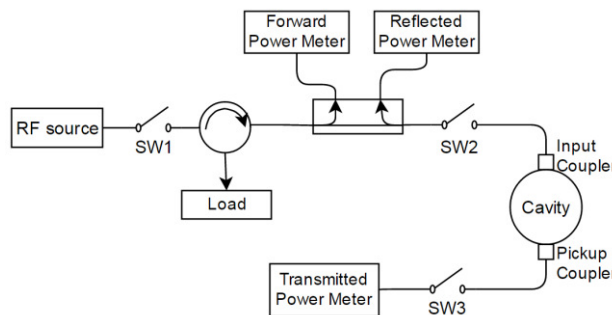 Forward
Power Meter
Reflected
Power Meter
RF source
SW1
SW2
Input
Coupler
Load
Cavity
Pickup
Coupler
Transmitted
Power Meter
SW3